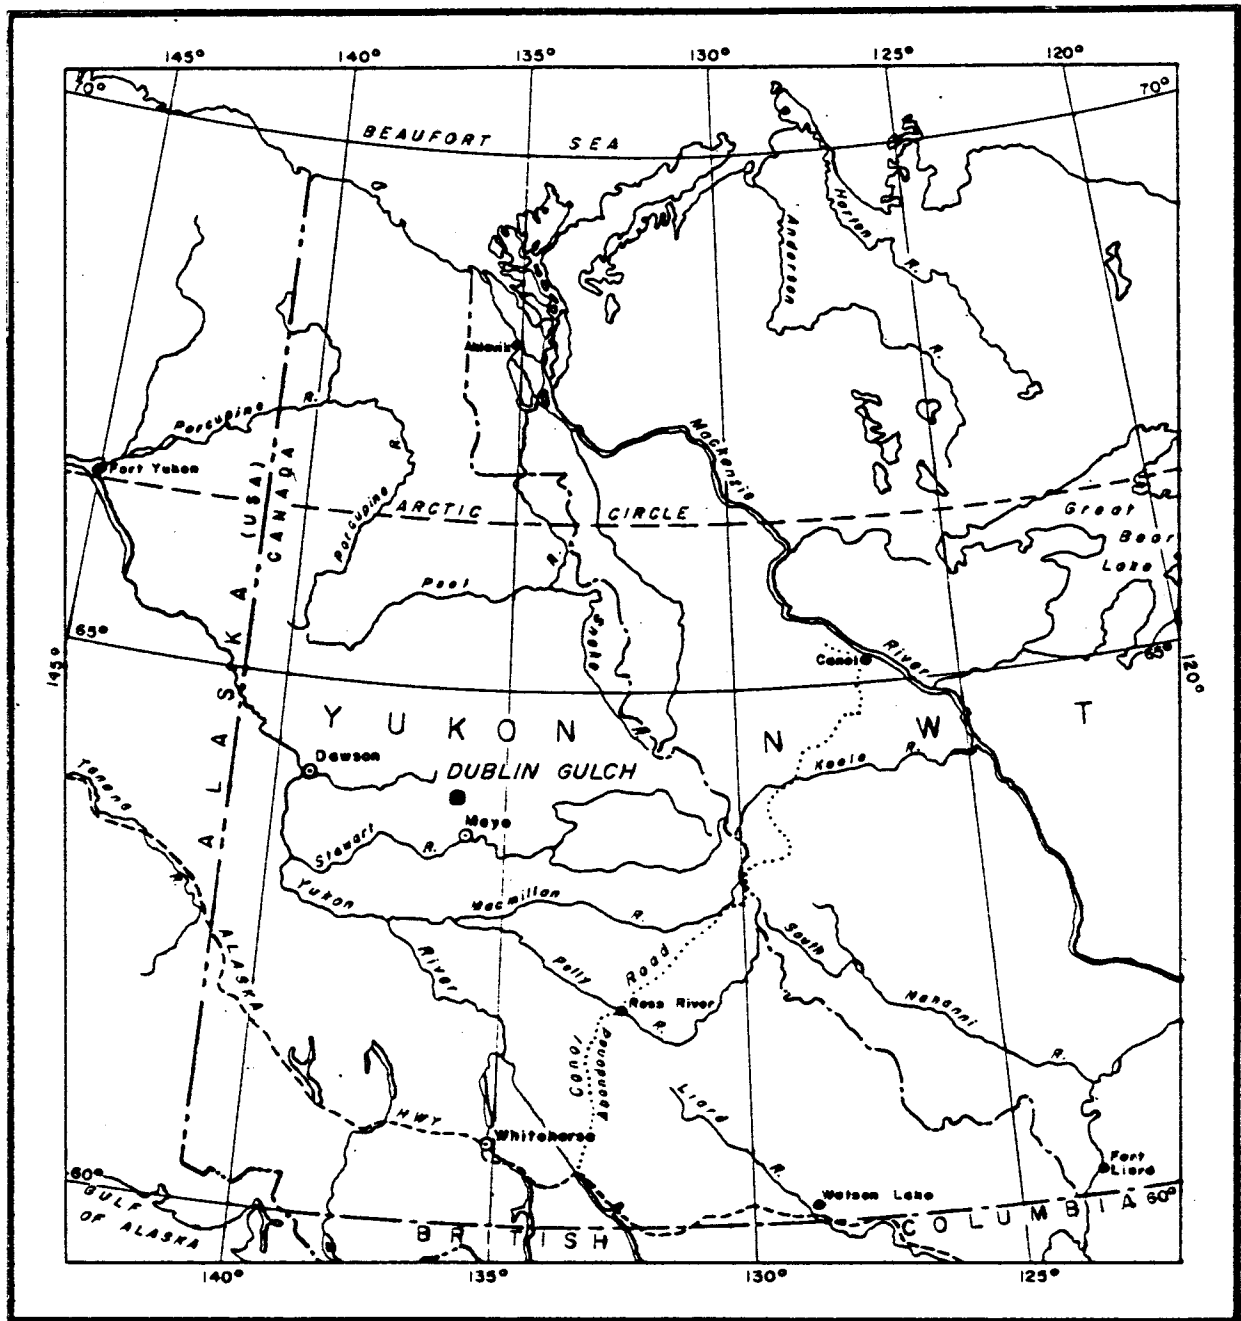 145° 140° 135° 130° 125° 120°
70° 70°
BEAUFORT SEA
Horton R.
Anderson R.
Aklavik
Porcupine R.
Mackenzie
Fort Yukon
Porcupine R.
ARCTIC CIRCLE
Great
Bear
Lake
ALASKA (USA)
CANADA
Peel R.
Snake R.
65° 65°
145° 120°
Canol
River
YUKON
N W T
Dawson
DUBLIN GULCH
Keele R.
Tanana
R.
Mayo
Stewart R.
Yukon
Macmillan R.
South
River
Pelly
Road
ALASKA
Ross River
R.
Nahanni
R.
Canol
Abandoned
Liard
HWY
Whitehorse
R.
Fort
Liard
Watson Lake
60° 60°
GULF
OF ALASKA
BRITISH COLUMBIA
140° 135° 130° 125°